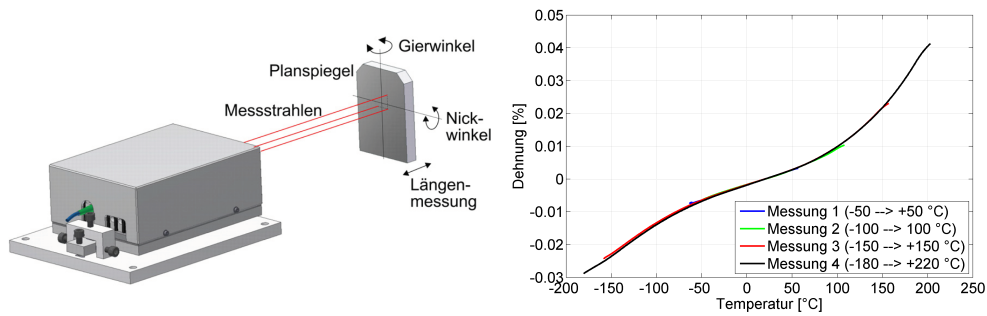 Gierwinkel
Planspiegel
Messstrahlen
Nick-
winkel
Längen-
messung
0.05
0.04
0.03
0.02
0.01
0
-0.01
-0.02
-0.03
Dehnung [%]
-200
-150
-100
-50
0
50
100
150
200
250
Temperatur [°C]
Messung 1 (-50 --> +50 °C)
Messung 2 (-100 --> 100 °C)
Messung 3 (-150 --> +150 °C)
Messung 4 (-180 --> +220 °C)